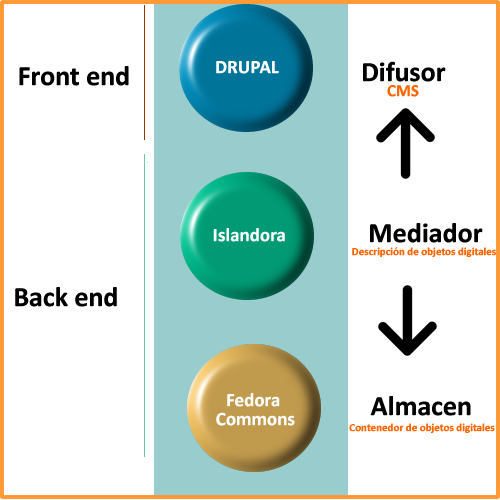 Front end
DRUPAL
Difusor
CMS
Islandora
Mediador
Descripción de objetos digitales
Back end
Fedora
Commons
Almacen
Contenedor de objetos digitales